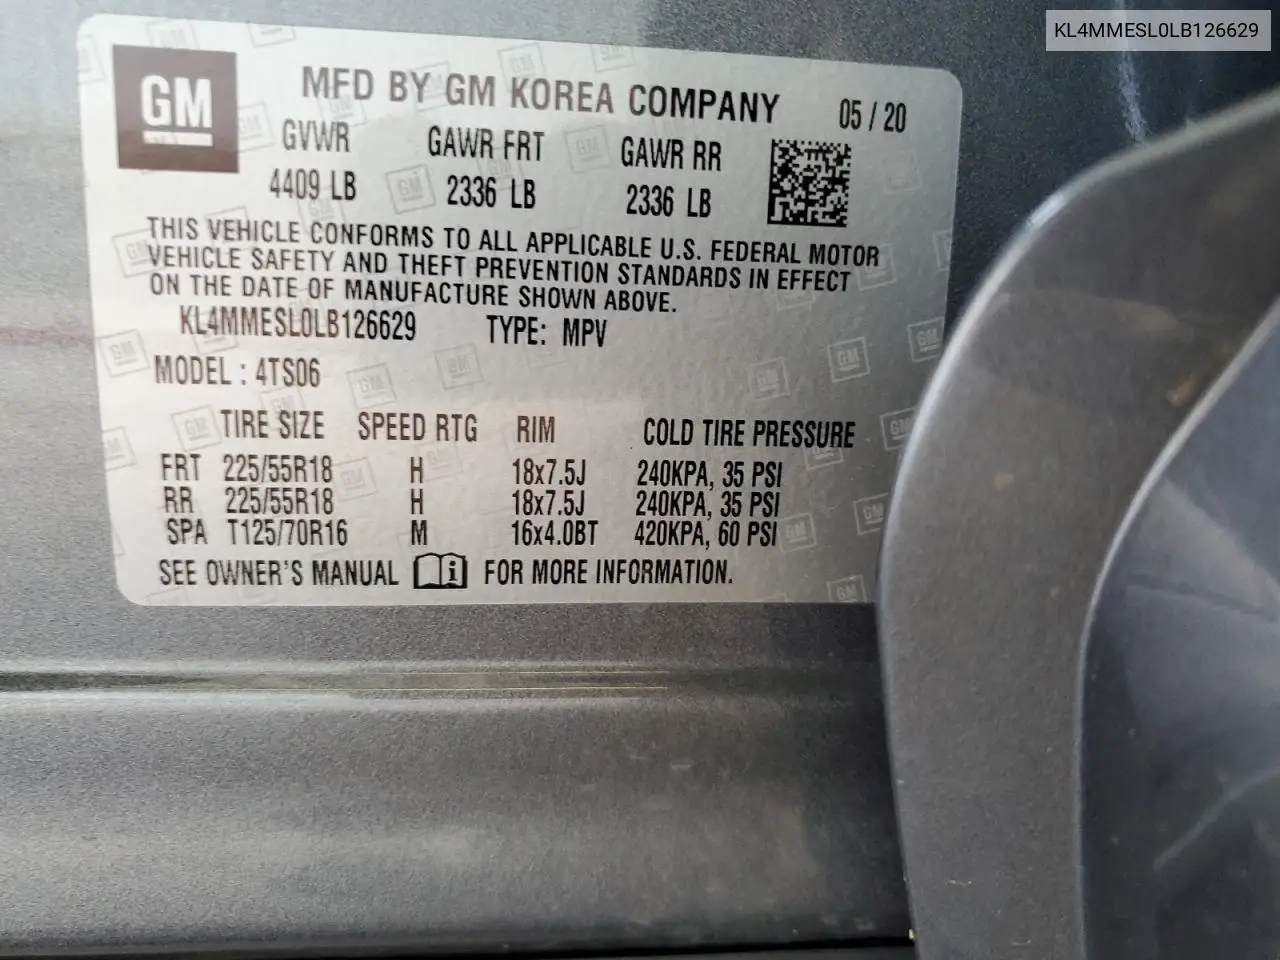 KL4MMESL0LB126629
GM
MFD BY GM KOREA COMPANY 05 / 20
GVWR GAWR FRT GAWR RR
4409 LB 2336 LB 2336 LB
THIS VEHICLE CONFORMS TO ALL APPLICABLE U.S. FEDERAL MOTOR
VEHICLE SAFETY AND THEFT PREVENTION STANDARDS IN EFFECT
ON THE DATE OF MANUFACTURE SHOWN ABOVE.
KL4MMESL0LB126629 TYPE: MPV
MODEL : 4TS06
TIRE SIZE SPEED RTG RIM COLD TIRE PRESSURE
FRT 225/55R18 H 18x7.5J 240KPA, 35 PSI
RR 225/55R18 H 18x7.5J 240KPA, 35 PSI
SPA T125/70R16 M 16x4.0BT 420KPA, 60 PSI
SEE OWNER'S MANUAL i FOR MORE INFORMATION.